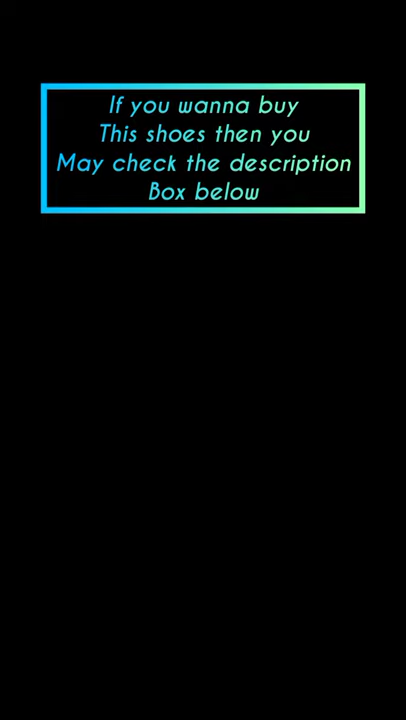 If you wanna buy
This shoes then you
May check the description
Box below